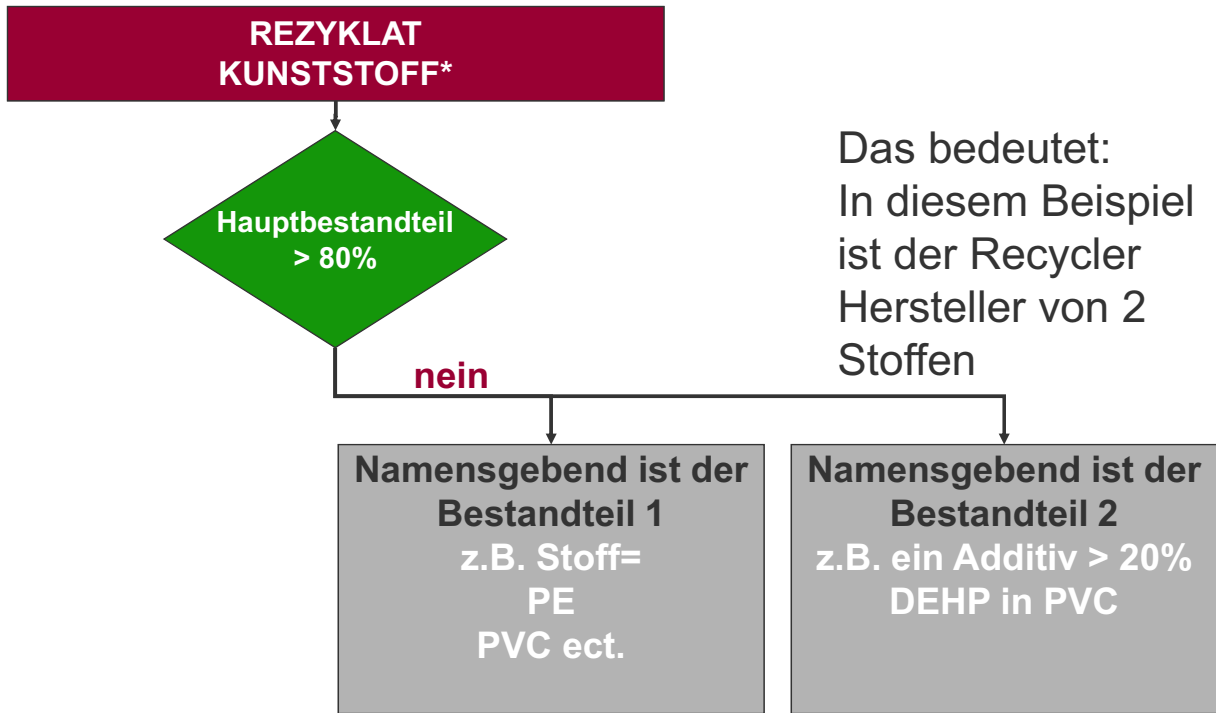 REZYKLAT
KUNSTSTOFF*
Hauptbestandteil
> 80%
Das bedeutet:
In diesem Beispiel
ist der Recycler
Hersteller von 2
Stoffen
nein
Namensgebend ist der
Bestandteil 1
z.B. Stoff=
PE
PVC ect.
Namensgebend ist der
Bestandteil 2
z.B. ein Additiv > 20%
DEHP in PVC